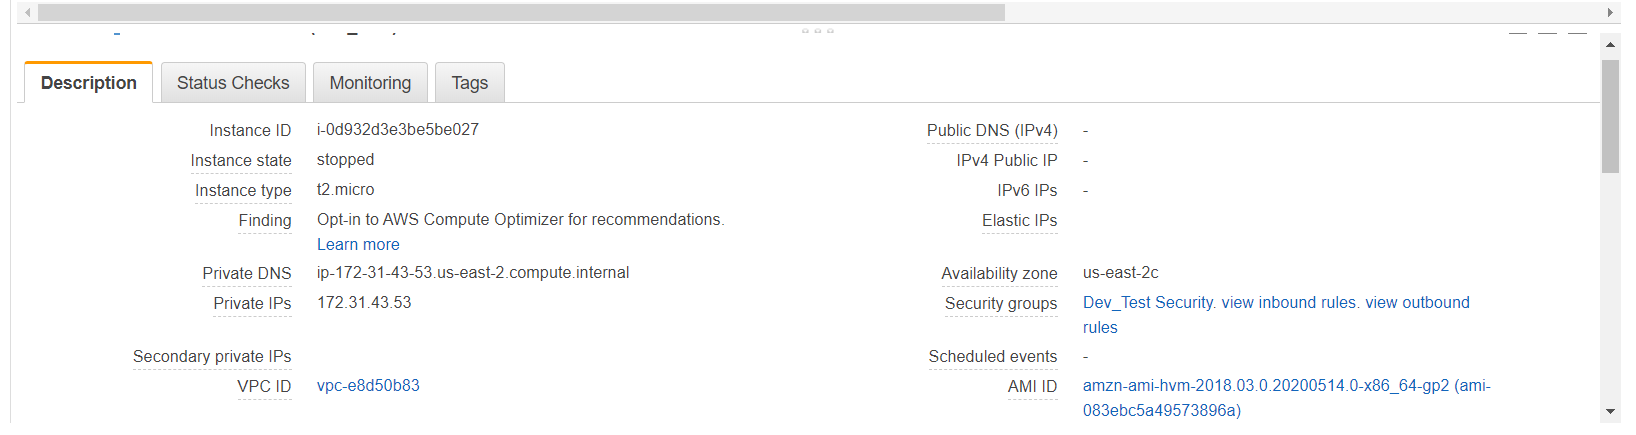 Description Status Checks Monitoring Tags
Instance ID i-0d932d3e3be5be027 Public DNS (IPv4) -
Instance state stopped IPv4 Public IP -
Instance type t2.micro IPv6 IPs -
Finding Opt-in to AWS Compute Optimizer for recommendations. Elastic IPs
Learn more
Private DNS ip-172-31-43-53.us-east-2.compute.internal Availability zone us-east-2c
Private IPs 172.31.43.53 Security groups Dev_Test Security. view inbound rules. view outbound
rules
Secondary private IPs Scheduled events -
VPC ID vpc-e8d50b83 AMI ID amzn-ami-hvm-2018.03.0.20200514.0-x86_64-gp2 (ami-
083ebc5a49573896a)